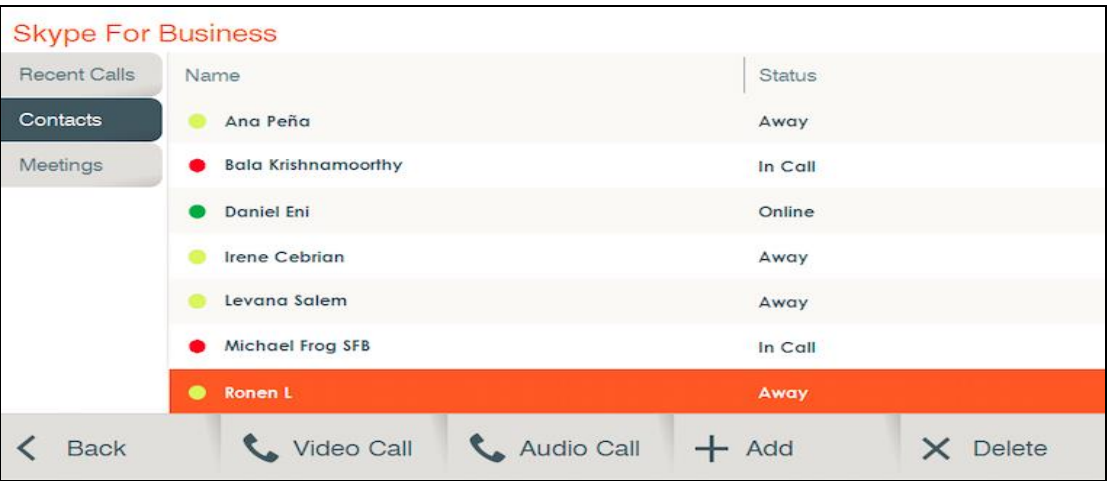 Skype For Business
Recent Calls
Contacts
Meetings
Name Status
Ana Peña Away
Bala Krishnamoorthy In Call
Daniel Eni Online
Irene Cebrian Away
Levana Salem Away
Michael Frog SFB In Call
Ronen L Away
Back Video Call Audio Call Add Delete